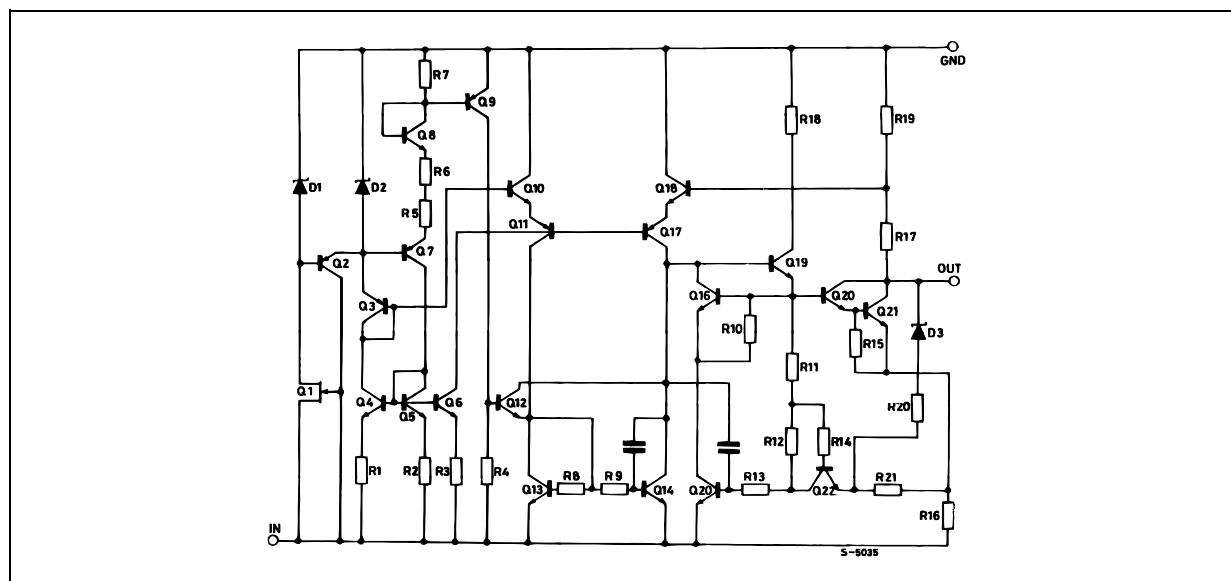 GND
R7
Q9
Q8
R18
R19
R6
D1
D2
Q10
Q18
R5
Q11
Q17
R17
Q2
Q7
Q19
OUT
Q3
Q16
Q20
Q21
R10
R15
D3
R11
Q1
Q4
Q5
Q6
Q12
R20
R12
R14
R1
R2
R3
R4
Q13
R8
R9
Q14
Q20
R13
Q22
R21
R16
IN
S-5035